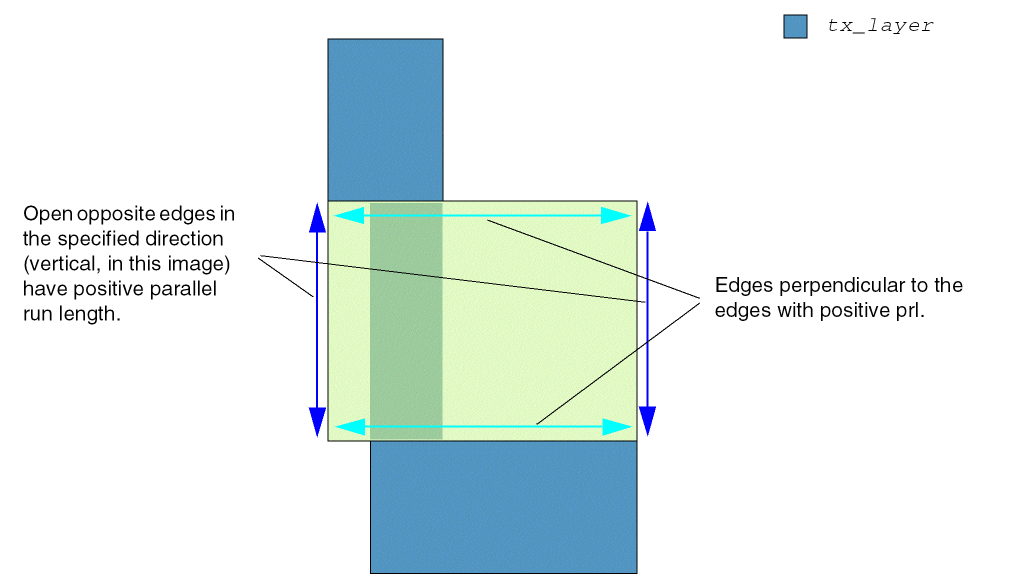 tx_layer
Open opposite edges in
the specified direction
(vertical, in this image)
have positive parallel
run length.
Edges perpendicular to the
edges with positive prl.